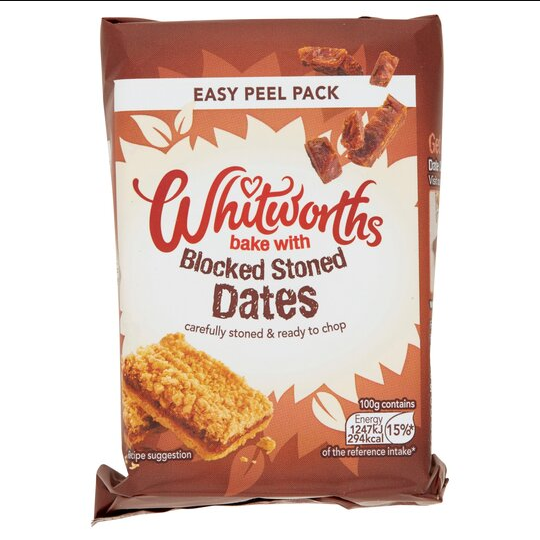 EASY PEEL PACK
Whitworths
bake with
Blocked Stoned
Dates
carefully stoned & ready to chop
100g contains
Energy
1247kJ
294kcal
15%*
of the reference intake*
suggestion